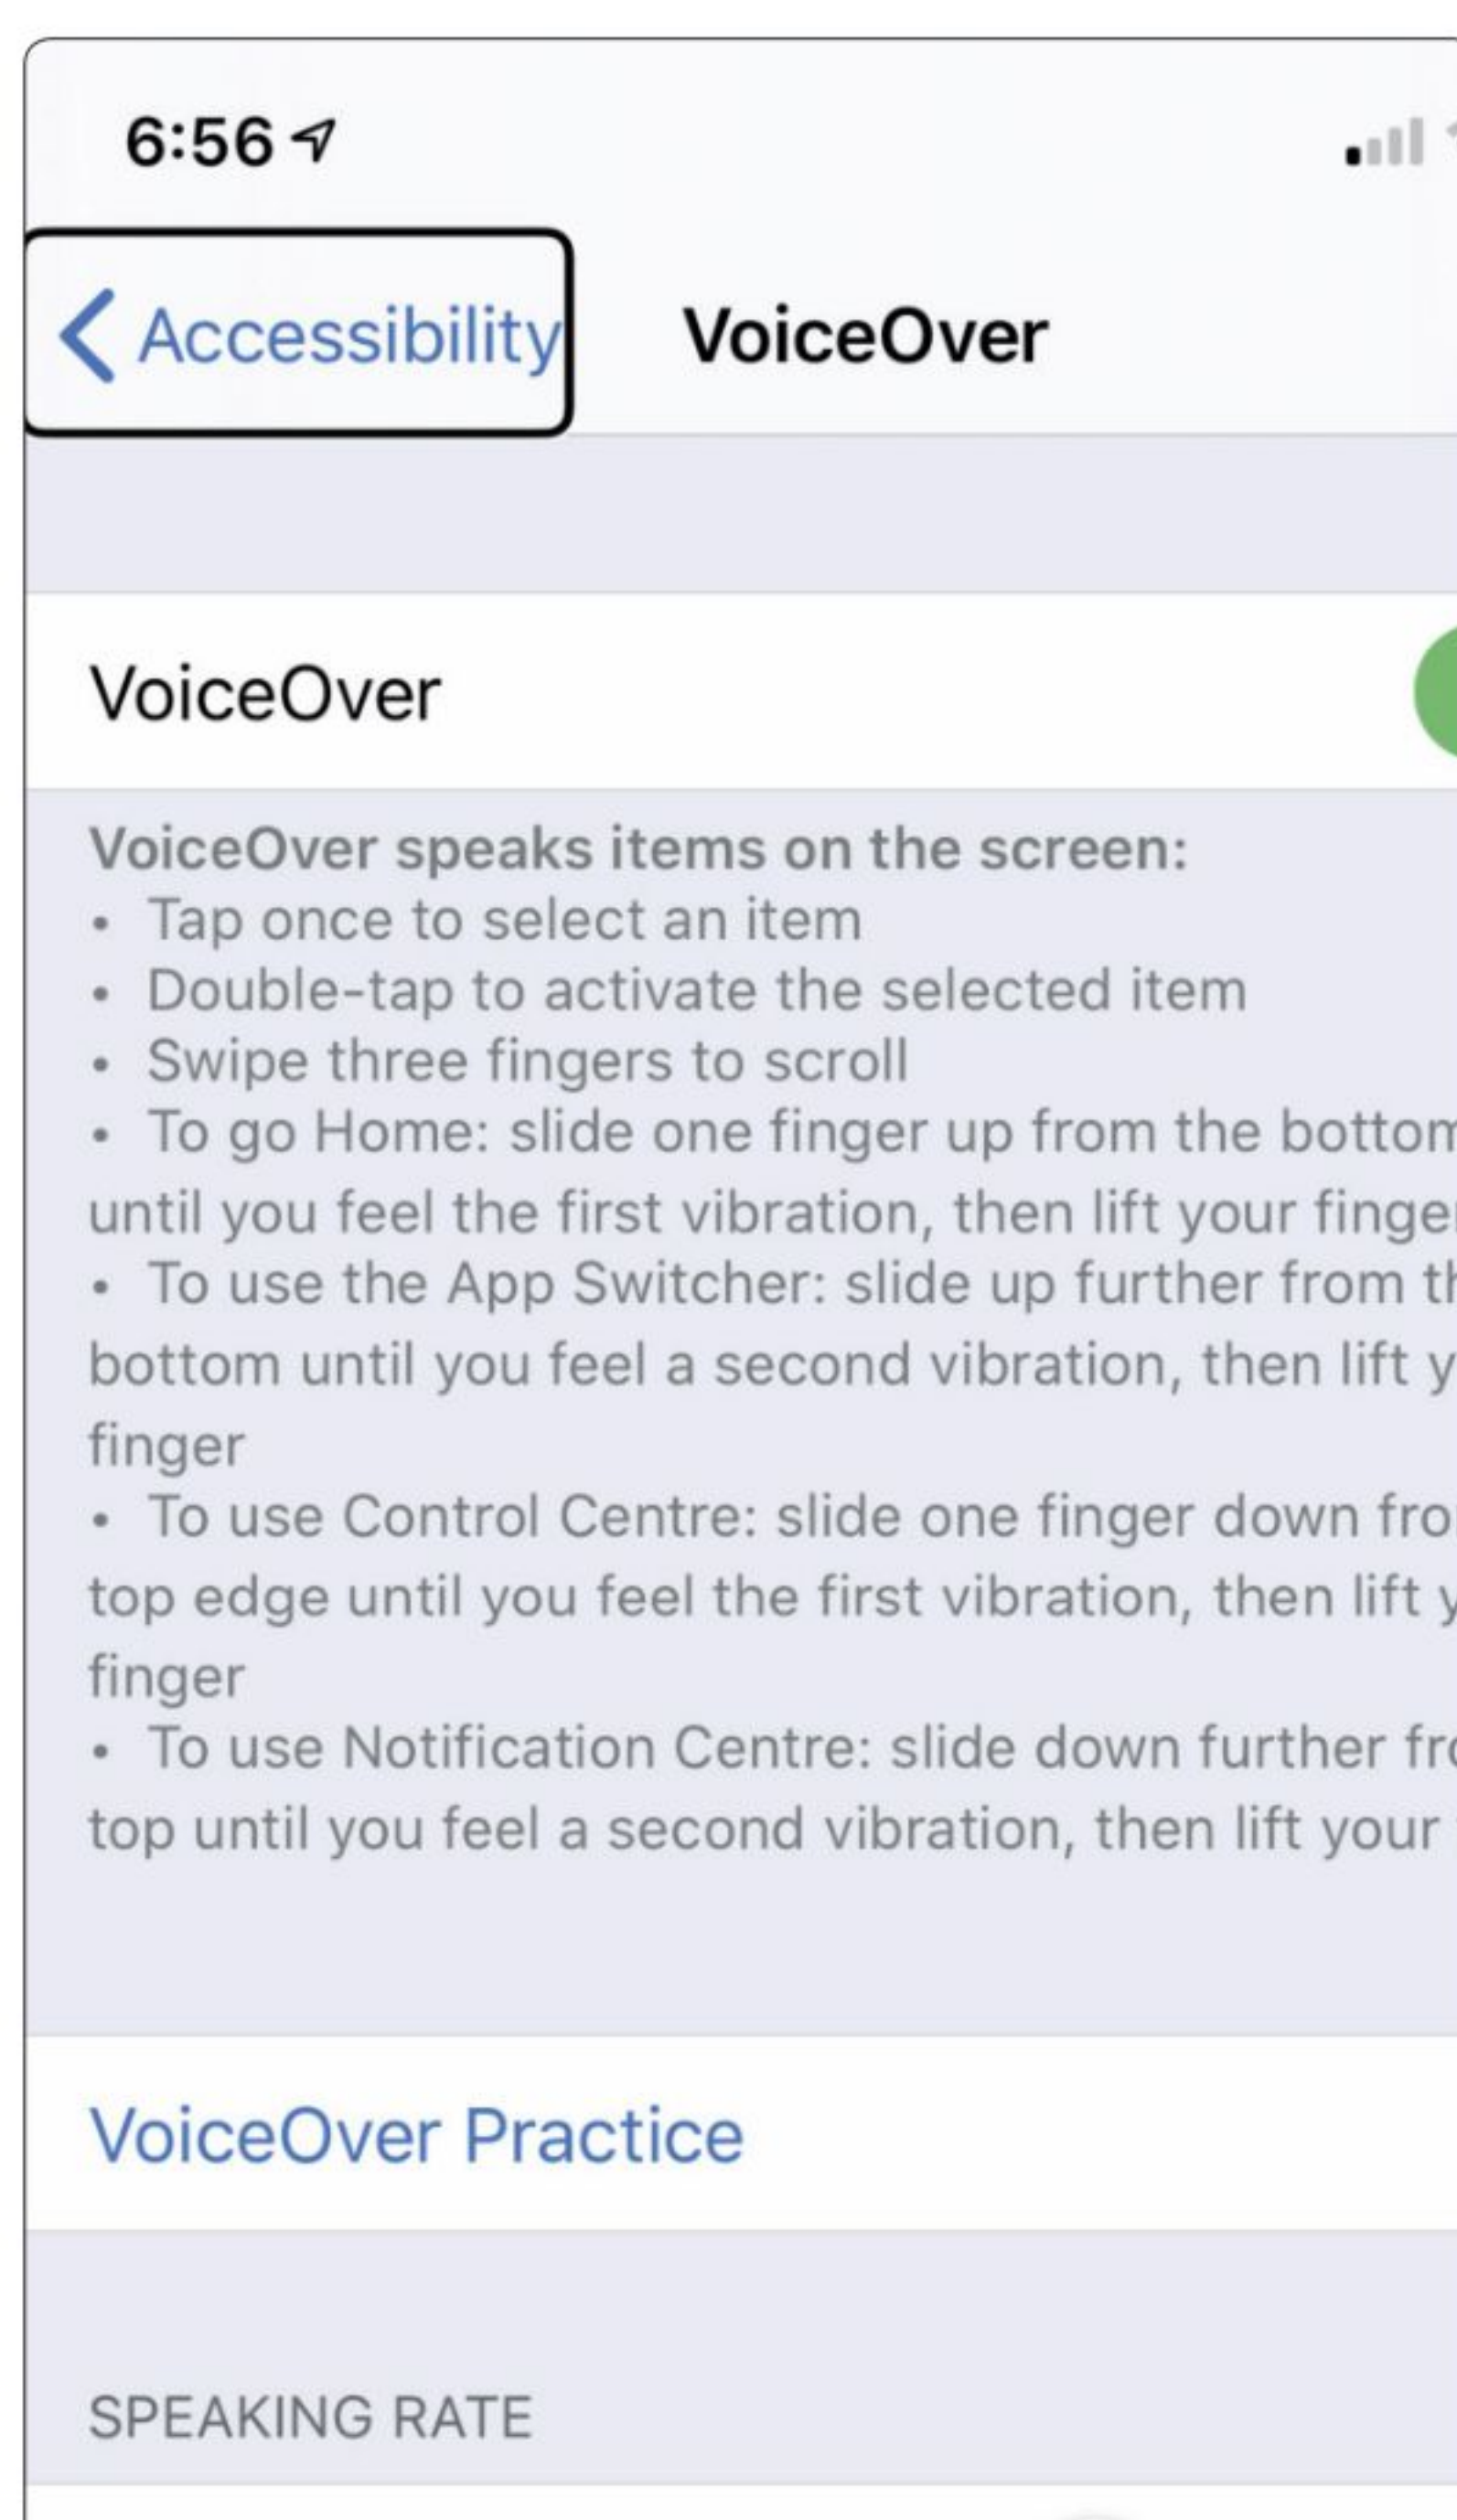 6:56
Accessibility VoiceOver
VoiceOver
VoiceOver speaks items on the screen:
• Tap once to select an item
• Double-tap to activate the selected item
• Swipe three fingers to scroll
• To go Home: slide one finger up from the bottom
until you feel the first vibration, then lift your finger
• To use the App Switcher: slide up further from
bottom until you feel a second vibration, then lift
finger
• To use Control Centre: slide one finger down
top edge until you feel the first vibration, then lift
finger
• To use Notification Centre: slide down further
top until you feel a second vibration, then lift your
VoiceOver Practice
SPEAKING RATE